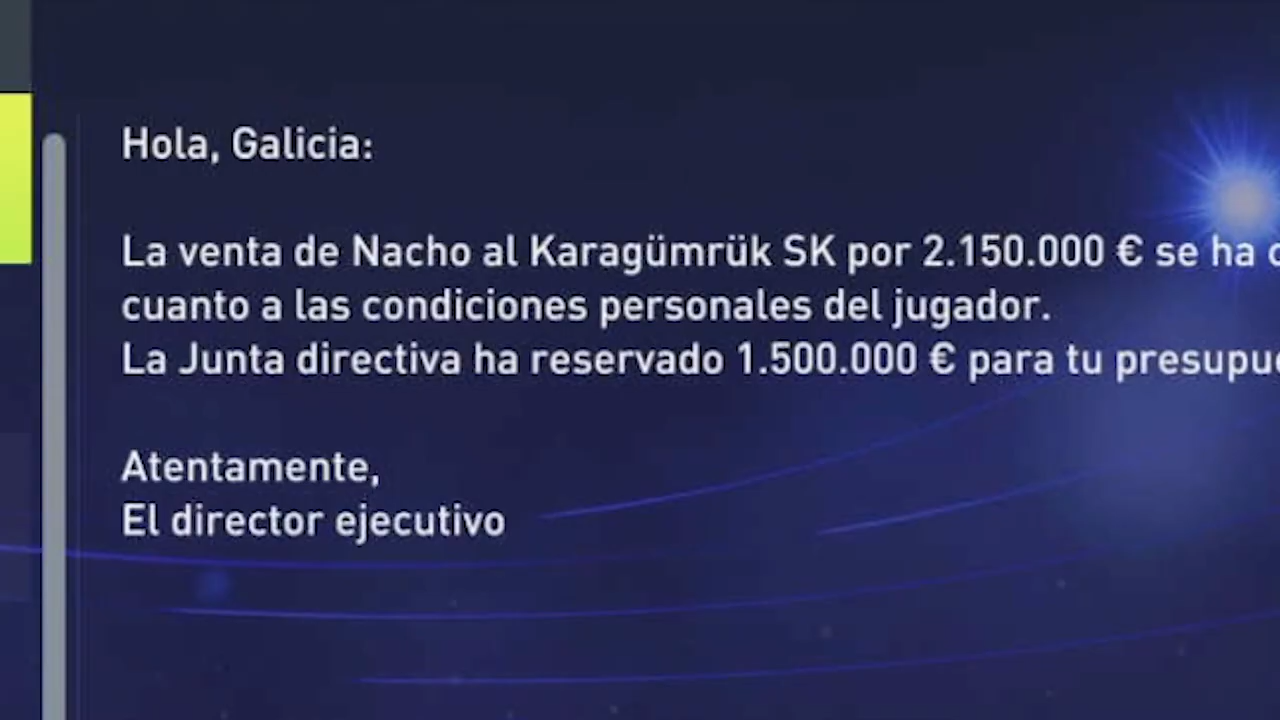 Hola, Galicia:
La venta de Nacho al Karagümrük SK por 2.150.000 € se ha
cuanto a las condiciones personales del jugador.
La Junta directiva ha reservado 1.500.000 € para tu
Atentamente,
El director ejecutivo